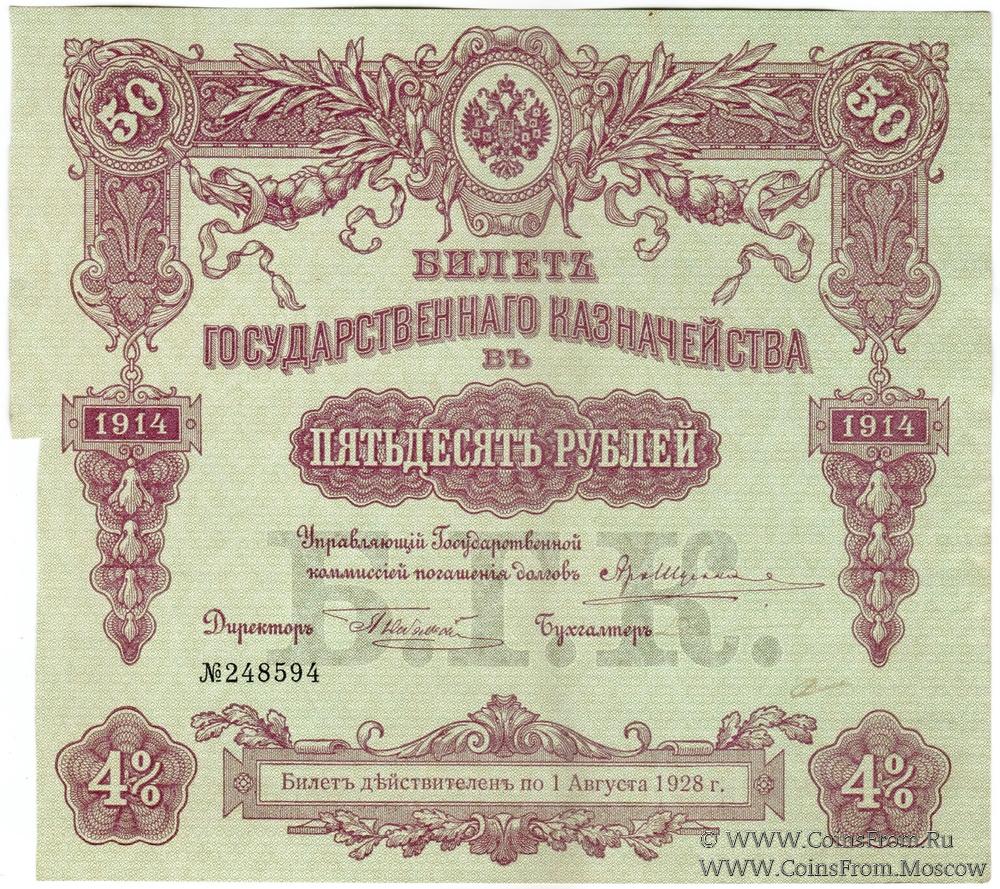 50 50
БИЛЕТЪ
ГОСУДАРСТВЕННАГО КАЗНАЧЕЙСТВА
ВЪ
1914 1914
ПЯТЬДЕСЯТЪ РУБЛЕЙ
Б.Г.К.
Управляющій Государственной
коммиссіей погашенія долговъ
Директоръ Бухгалтеръ
№248594
4% 4%
Билетъ дѣйствителенъ по 1 Августа 1928 г.
© WWW.CoinsFrom.Ru
WWW.CoinsFrom.Moscow